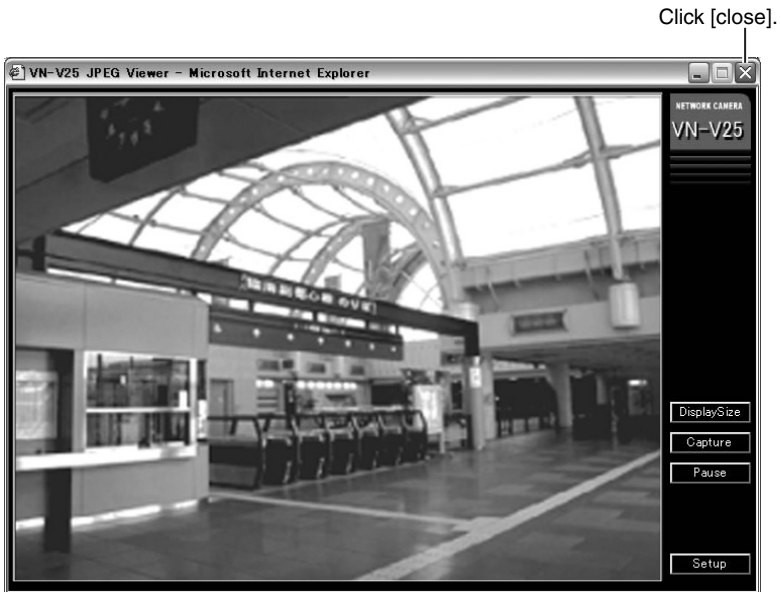 Click [close].
VN-V25 JPEG Viewer - Microsoft Internet Explorer
NETWORK CAMERA
VN-V25
DisplaySize
Capture
Pause
Setup